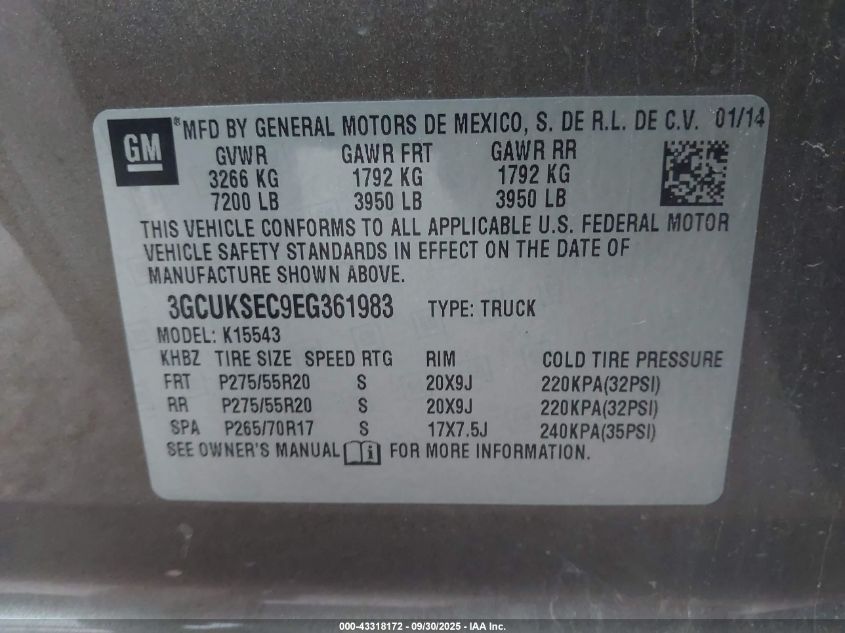 GM
® MFD BY GENERAL MOTORS DE MEXICO, S. DE R.L. DE C.V. 01/14
GVWR GAWR FRT GAWR RR
3266 KG 1792 KG 1792 KG
7200 LB 3950 LB 3950 LB
THIS VEHICLE CONFORMS TO ALL APPLICABLE U.S. FEDERAL MOTOR
VEHICLE SAFETY STANDARDS IN EFFECT ON THE DATE OF
MANUFACTURE SHOWN ABOVE.
3GCUKSEC9EG361983 TYPE: TRUCK
MODEL: K15543
KHBZ TIRE SIZE SPEED RTG RIM COLD TIRE PRESSURE
FRT P275/55R20 S 20X9J 220KPA(32PSI)
RR P275/55R20 S 20X9J 220KPA(32PSI)
SPA P265/70R17 S 17X7.5J 240KPA(35PSI)
SEE OWNER'S MANUAL i FOR MORE INFORMATION.
000-43318172 - 09/30/2025 - IAA Inc.